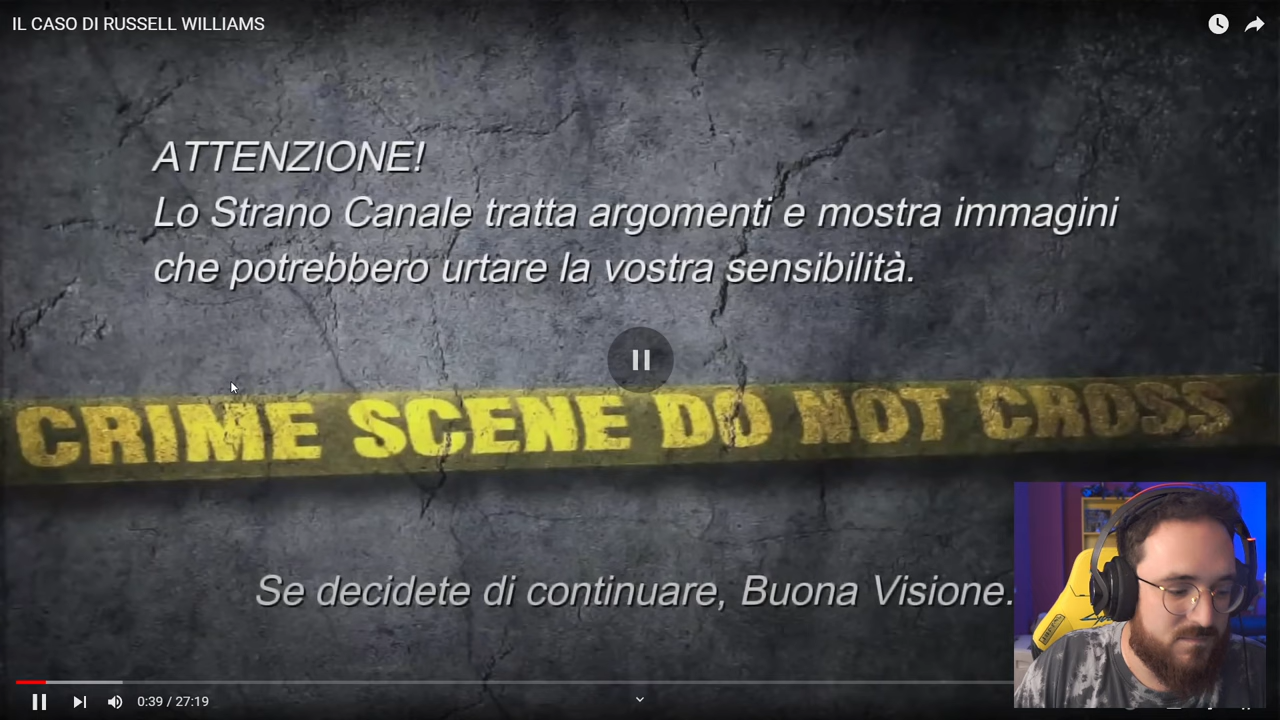 IL CASO DI RUSSELL WILLIAMS
ATTENZIONE!
Lo Strano Canale tratta argomenti e mostra immagini
che potrebbero urtare la vostra sensibilità.
CRIME SCENE DO NOT CROSS
Se decidete di continuare, Buona Visione.
0:39 / 27:19